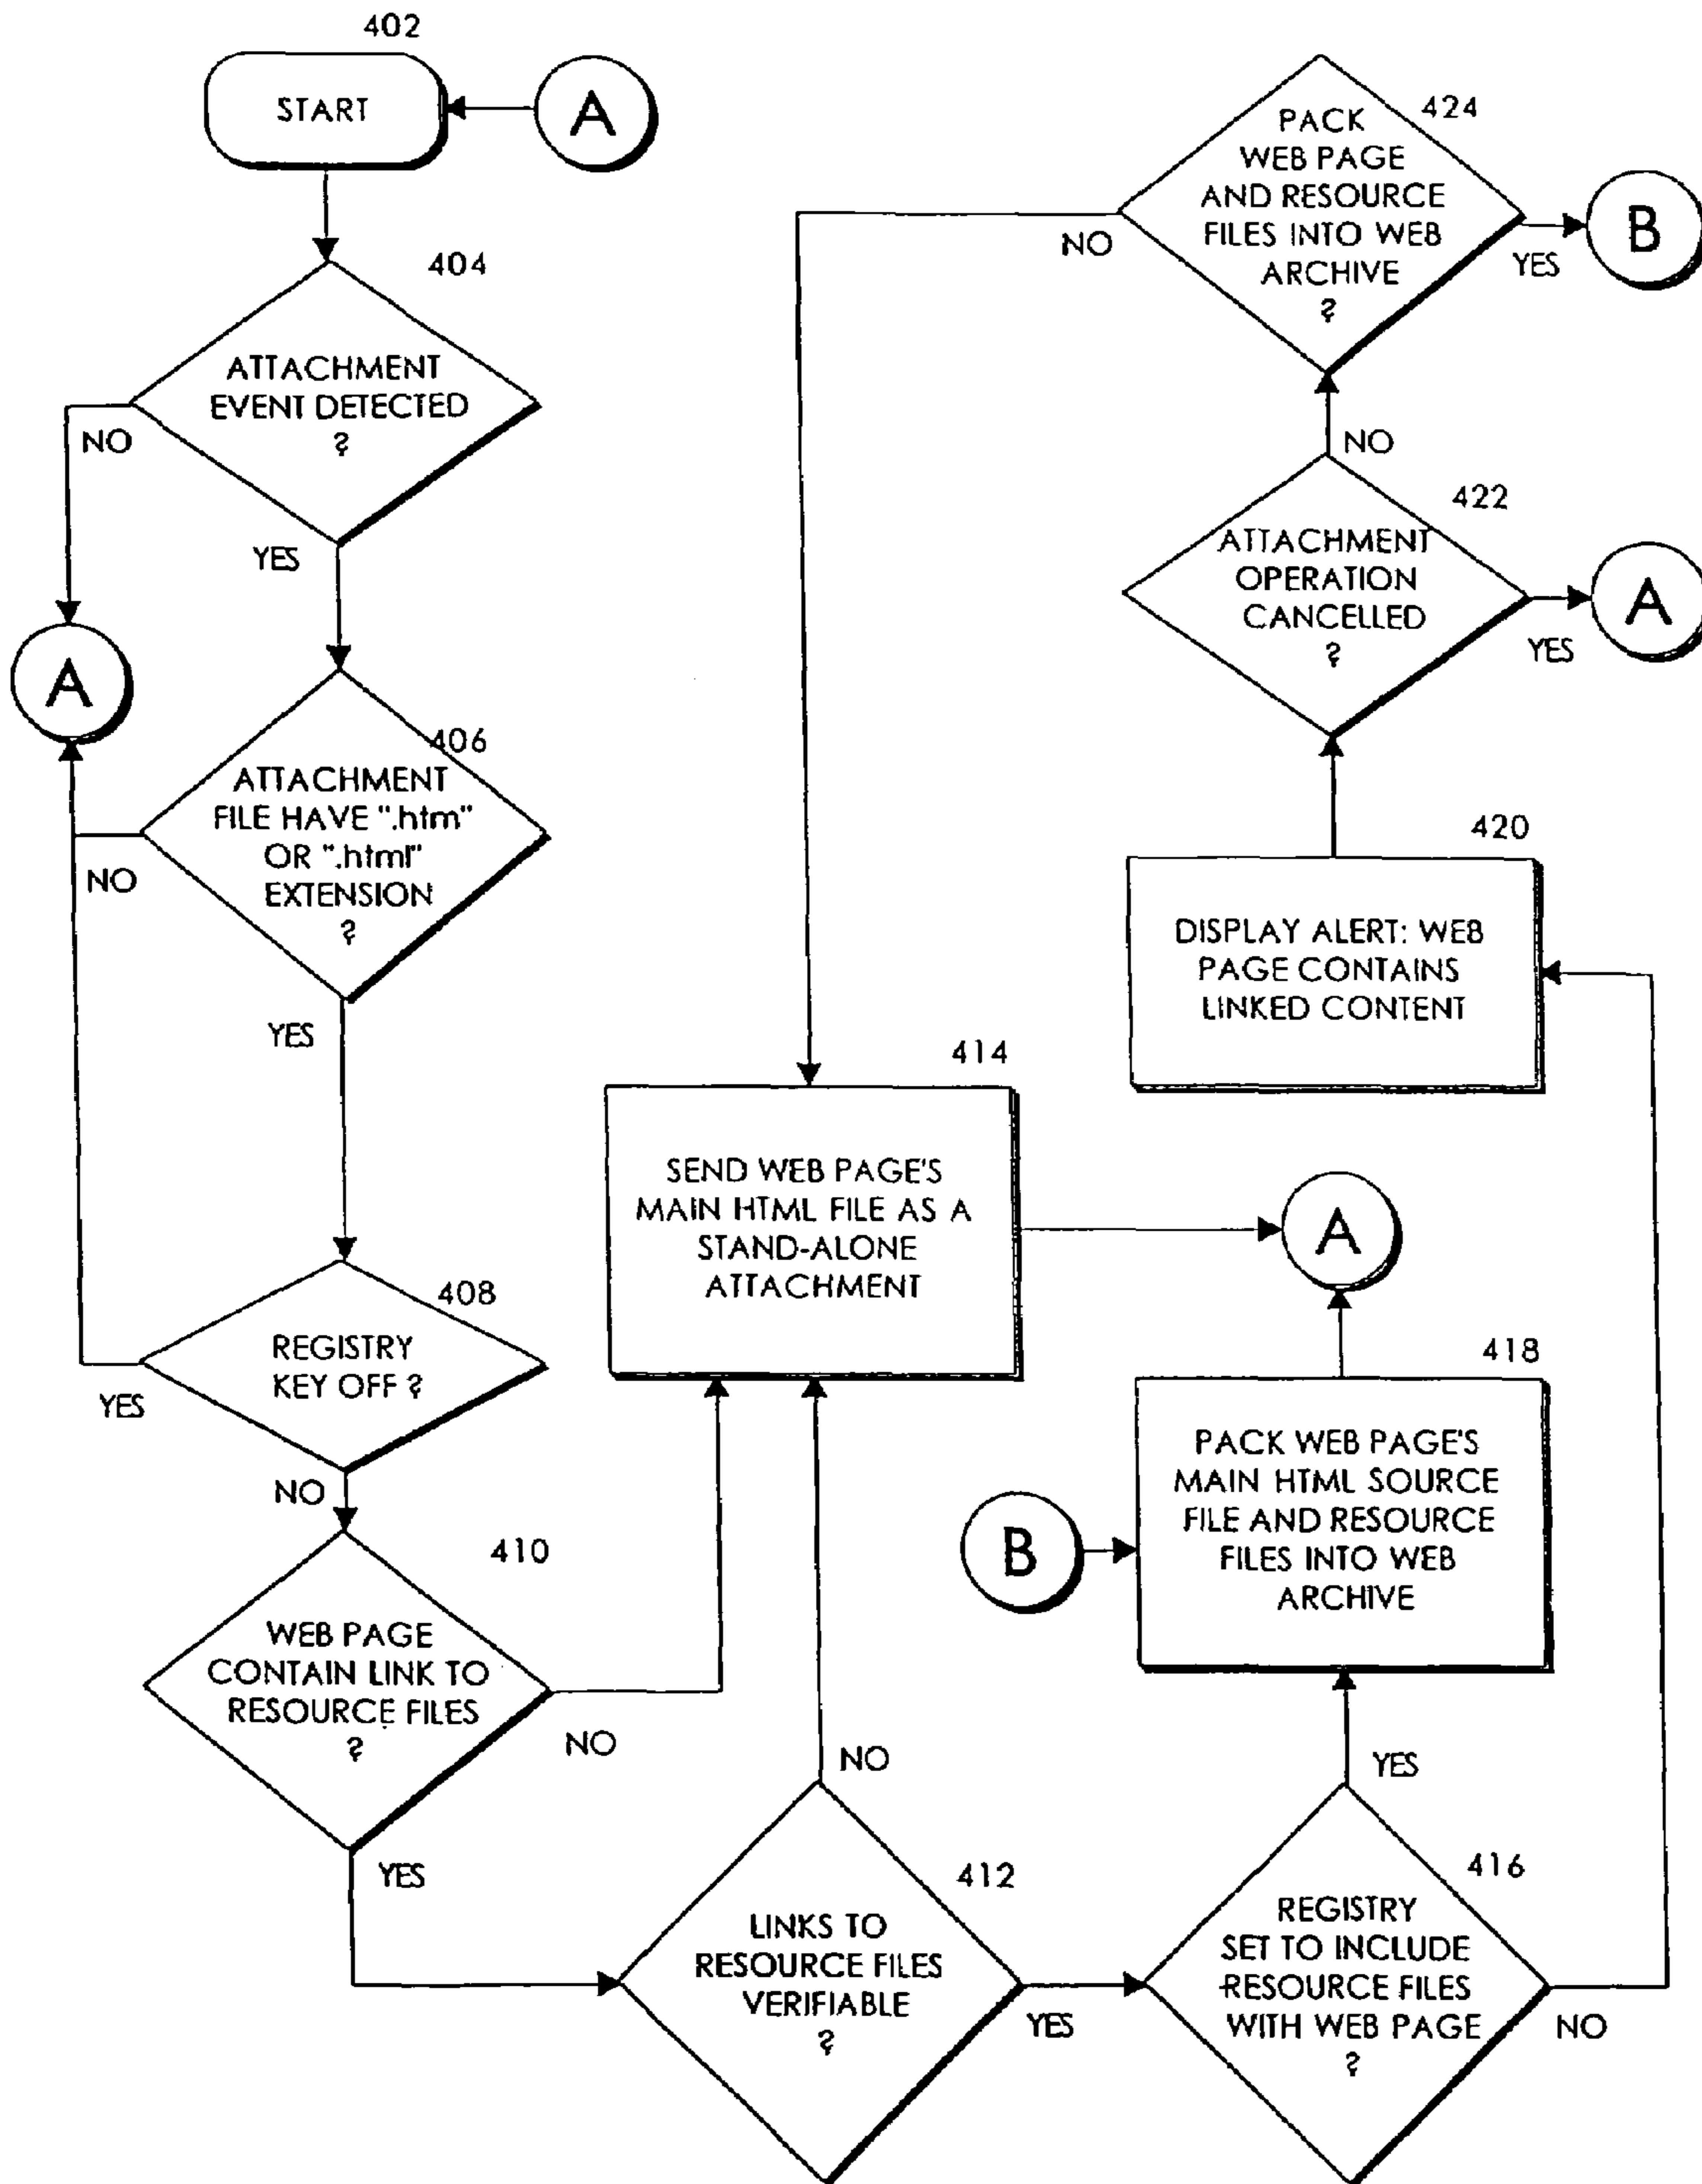 402
START
A
404
ATTACHMENT
EVENT DETECTED
?
NO
YES
A
406
ATTACHMENT
FILE HAVE ".htm"
OR ".html"
EXTENSION
?
NO
YES
408
REGISTRY
KEY OFF ?
YES
NO
410
WEB PAGE
CONTAIN LINK TO
RESOURCE FILES
?
NO
YES
412
LINKS TO
RESOURCE FILES
VERIFIABLE
?
NO
YES
414
SEND WEB PAGE'S
MAIN HTML FILE AS A
STAND-ALONE
ATTACHMENT
A
416
REGISTRY
SET TO INCLUDE
RESOURCE FILES
WITH WEB PAGE
?
YES
NO
418
PACK WEB PAGE'S
MAIN HTML SOURCE
FILE AND RESOURCE
FILES INTO WEB
ARCHIVE
B
420
DISPLAY ALERT: WEB
PAGE CONTAINS
LINKED CONTENT
422
ATTACHMENT
OPERATION
CANCELLED
?
NO
YES
A
424
PACK
WEB PAGE
AND RESOURCE
FILES INTO WEB
ARCHIVE
?
NO
YES
B